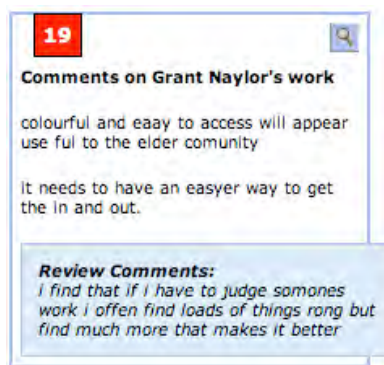 19
Comments on Grant Naylor's work
colourful and eaay to access will appear
use ful to the elder comunity
it needs to have an easyer way to get
the in and out.
Review Comments:
i find that if i have to judge somones
work i offen find loads of things rong but
find much more that makes it better